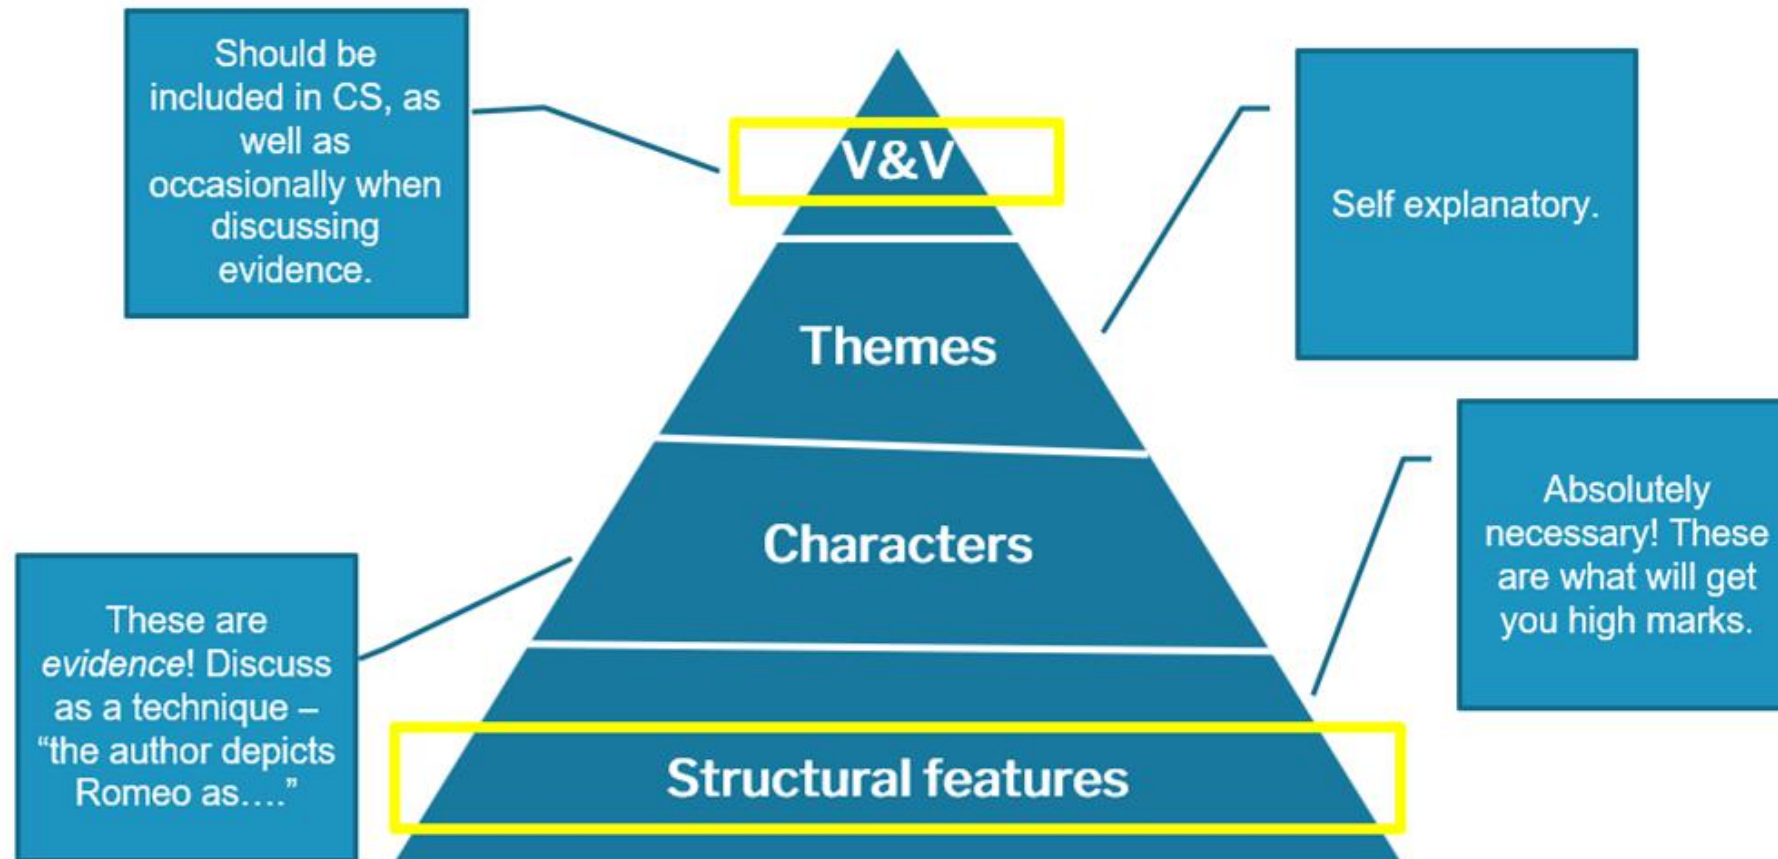 Should be
included in CS, as
well as
occasionally when
discussing
evidence.
V&V
Self explanatory.
Themes
Absolutely
necessary! These
are what will get
you high marks.
Characters
These are
evidence! Discuss
as a technique –
“the author depicts
Romeo as….”
Structural features